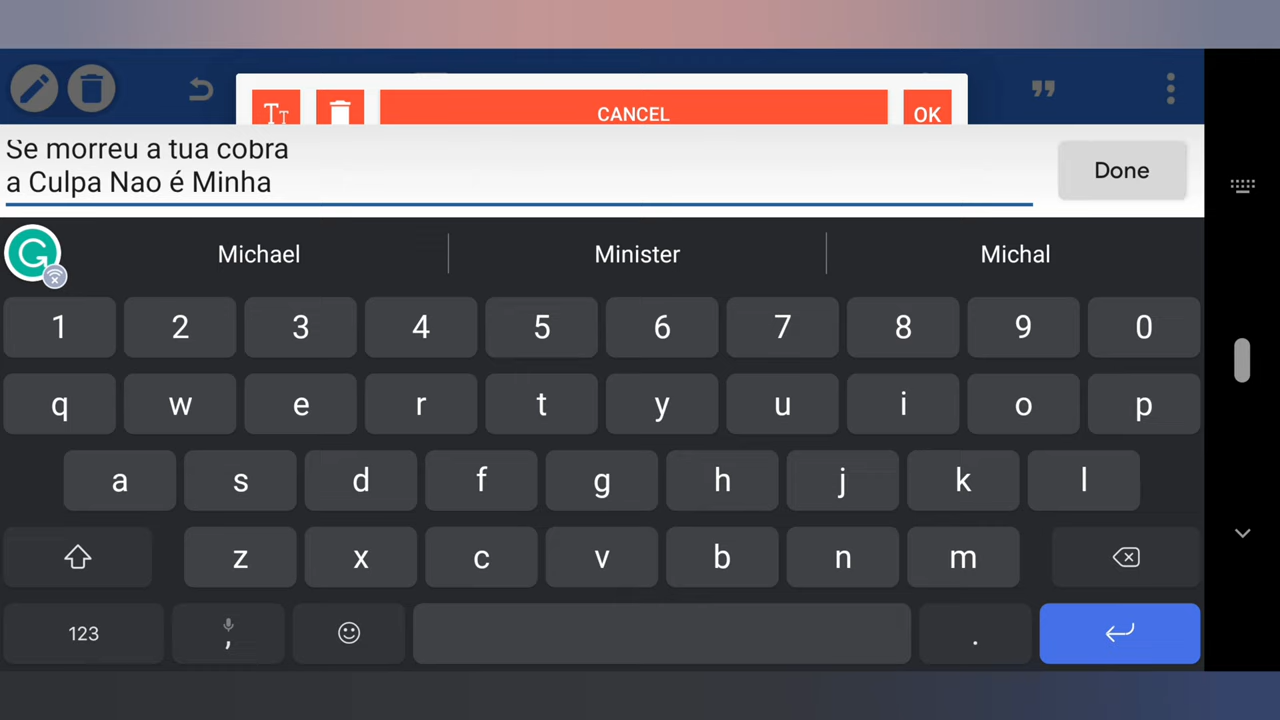 Tт
CANCEL
OK
Se morreu a tua cobra
a Culpa Nao é Minha
Done
Michael
Minister
Michal
1 2 3 4 5 6 7 8 9 0
q w e r t y u i o p
a s d f g h j k l
z x c v b n m
123 , .